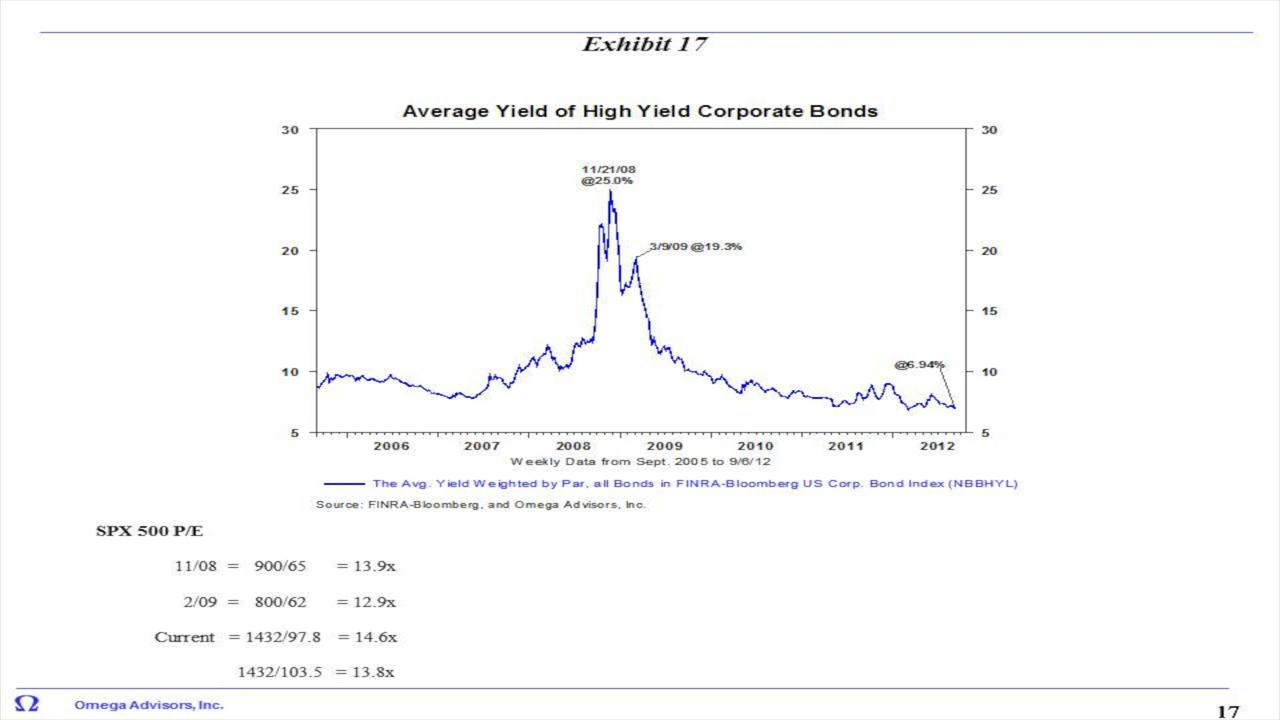 Exhibit 17
Average Yield of High Yield Corporate Bonds
30 30
11/21/08
@25.0%
25 25
3/9/09 @19.3%
20 20
15 15
@6.94%
10 10
5 5
2006 2007 2008 2009 2010 2011 2012
Weekly Data from Sept. 2005 to 9/6/12
The Avg. Yield Weighted by Par, all Bonds in FINRA-Bloomberg US Corp. Bond Index (NBBHYL)
Source: FINRA-Bloomberg, and Omega Advisors, Inc.
SPX 500 P/E
11/08 = 900/65 = 13.9x
2/09 = 800/62 = 12.9x
Current = 1432/97.8 = 14.6x
1432/103.5 = 13.8x
Ω Omega Advisors, Inc.
17